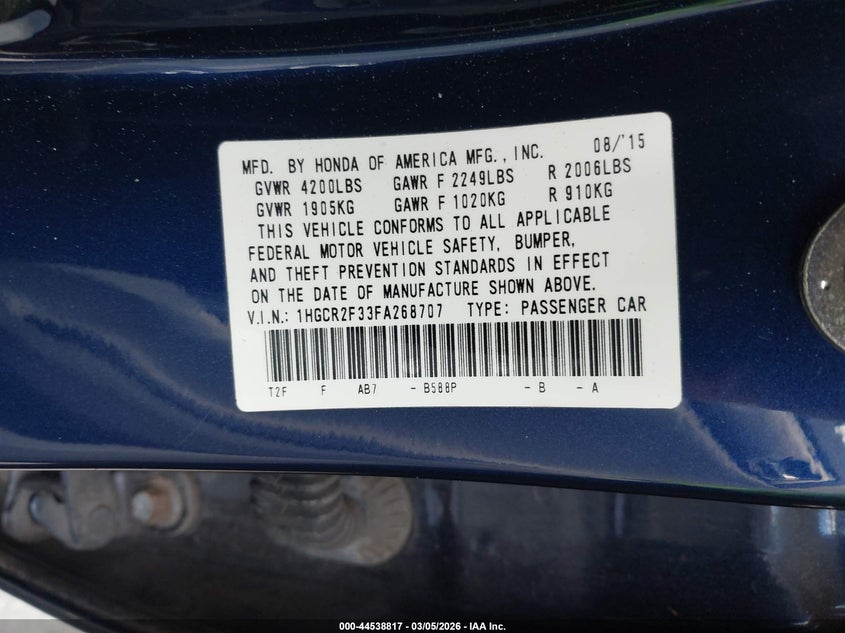 MFD. BY HONDA OF AMERICA MFG., INC. 08/'15
GVWR 4200LBS GAWR F 2249LBS R 2006LBS
GVWR 1905KG GAWR F 1020KG R 910KG
THIS VEHICLE CONFORMS TO ALL APPLICABLE
FEDERAL MOTOR VEHICLE SAFETY, BUMPER,
AND THEFT PREVENTION STANDARDS IN EFFECT
ON THE DATE OF MANUFACTURE SHOWN ABOVE.
V.I.N.: 1HGCR2F33FA268707 TYPE: PASSENGER CAR
T2F F AB7 - B588P - B - A
000-44538817 — 03/05/2026 — IAA Inc.